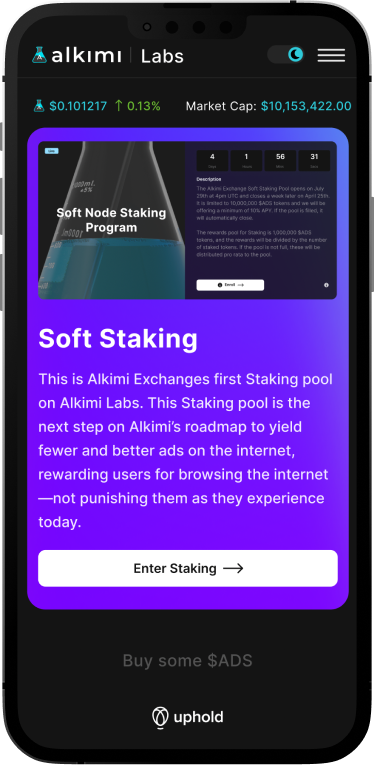 alkimi Labs
$0.101217 ↑ 0.13% Market Cap: $10,153,422.00
4 1 56 31
Soft Node Staking
Program
Description
The Alkimi Exchange Soft Staking Pool opens on July
25th at 4pm UTC and closes a week later on April 25th.
It is limited to 10,000,000 $ADS tokens and we will be
offering a minimum of 10% APY. If the pool is filled, it
will automatically close.
The rewards pool for Staking is 1,000,000 $ADS
tokens, and the rewards will be divided by the number
of staked tokens. If the pool is not full, these will be
distributed pro rata to the pool.
Enroll →
Soft Staking
This is Alkimi Exchanges first Staking pool
on Alkimi Labs. This Staking pool is the
next step on Alkimi’s roadmap to yield
fewer and better ads on the internet,
rewarding users for browsing the internet
—not punishing them as they experience
today.
Enter Staking →
Buy some $ADS
uphold